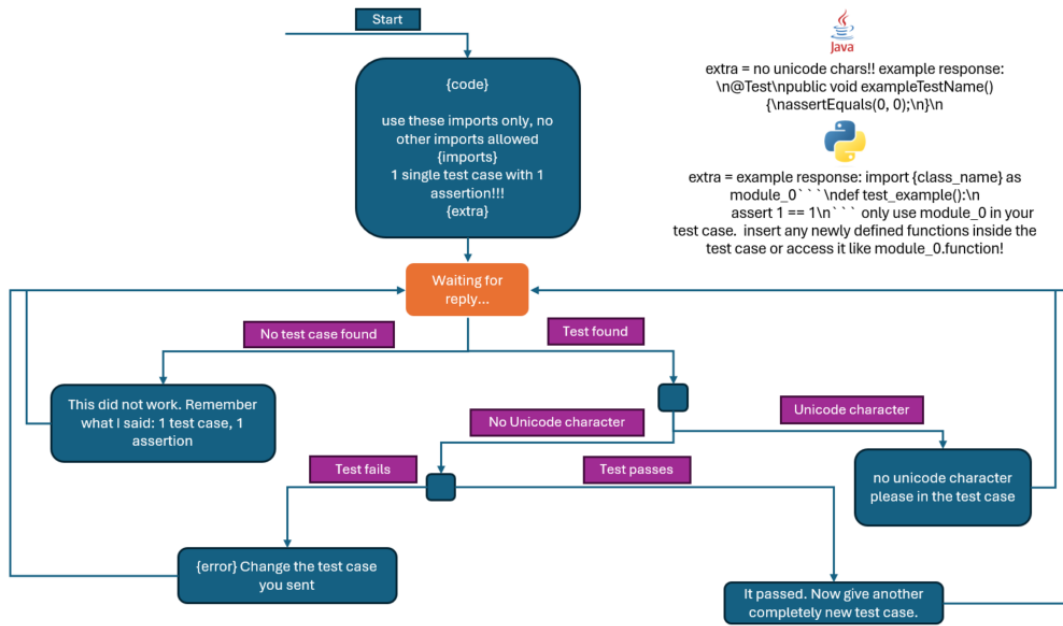 Start
{code}
use these imports only, no
other imports allowed
{imports}
1 single test case with 1
assertion!!!
{extra}
Java
extra = no unicode chars!! example response:
\n@Test\npublic void exampleTestName()
{\nassertEquals(0, 0);\n}\n
extra = example response: import {class_name} as
module_0```\ndef test_example():\n
assert 1 == 1\n``` only use module_0 in your
test case. insert any newly defined functions inside the
test case or access it like module_0.function!
Waiting for
reply...
No test case found
Test found
This did not work. Remember
what I said: 1 test case, 1
assertion
No Unicode character
Unicode character
Test fails
Test passes
no unicode character
please in the test case
{error} Change the test case
you sent
It passed. Now give another
completely new test case.